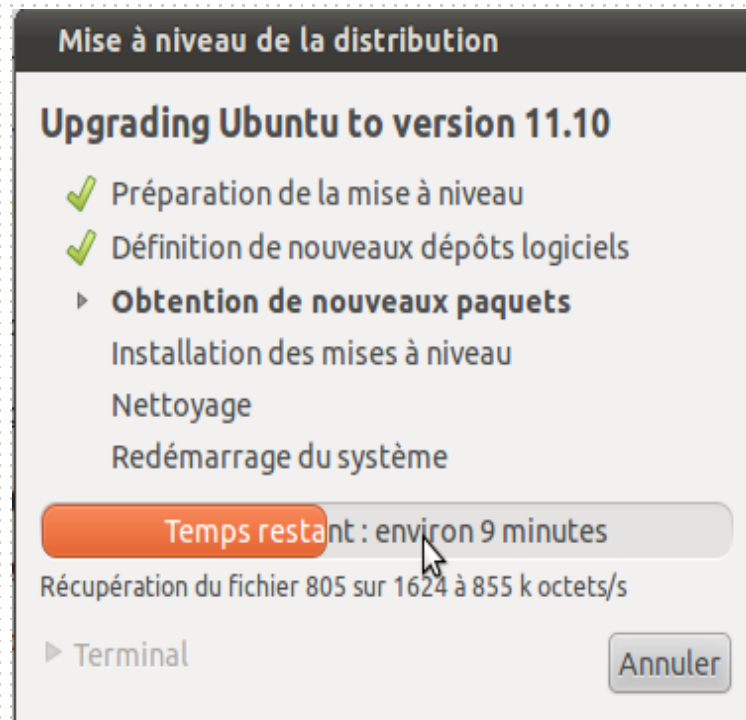 Mise à niveau de la distribution
Upgrading Ubuntu to version 11.10
Préparation de la mise à niveau
Définition de nouveaux dépôts logiciels
Obtention de nouveaux paquets
Installation des mises à niveau
Nettoyage
Redémarrage du système
Temps restant : environ 9 minutes
Récupération du fichier 805 sur 1624 à 855 k octets/s
Terminal
Annuler